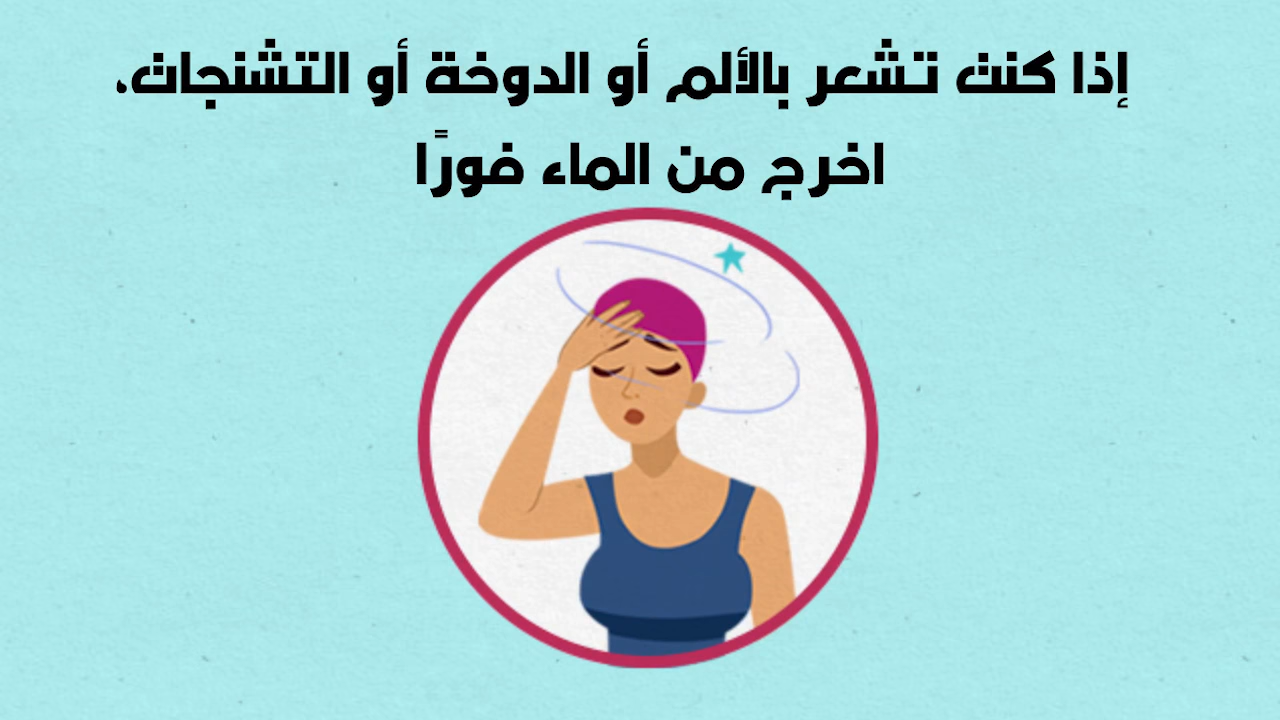 إذا كنت تشعر بالألم أو الدوخة أو التشنجات،
اخرج من الماء فورًا